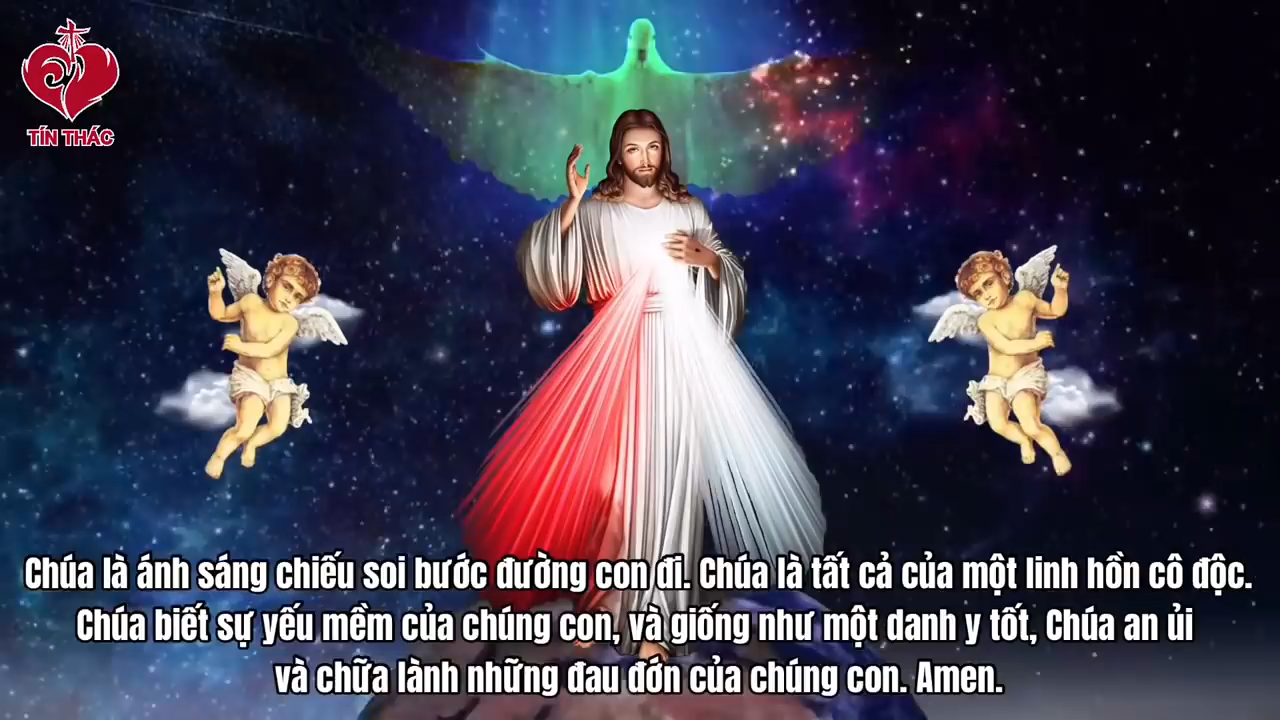 TÍN THÁC
Chúa là ánh sáng chiếu soi bước đường con đi. Chúa là tất cả của một linh hồn cô độc.
Chúa biết sự yếu mềm của chúng con, và giống như một danh y tốt, Chúa an ủi
và chữa lành những đau đớn của chúng con. Amen.